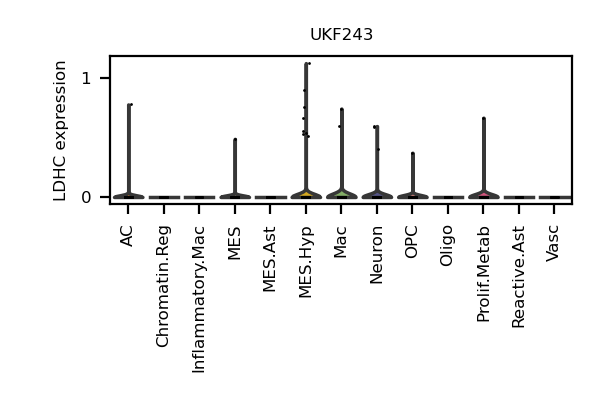 UKF243
LDHC expression
1
0
AC
Chromatin.Reg
Inflammatory.Mac
MES
MES.Ast
MES.Hyp
Mac
Neuron
OPC
Oligo
Prolif.Metab
Reactive.Ast
Vasc